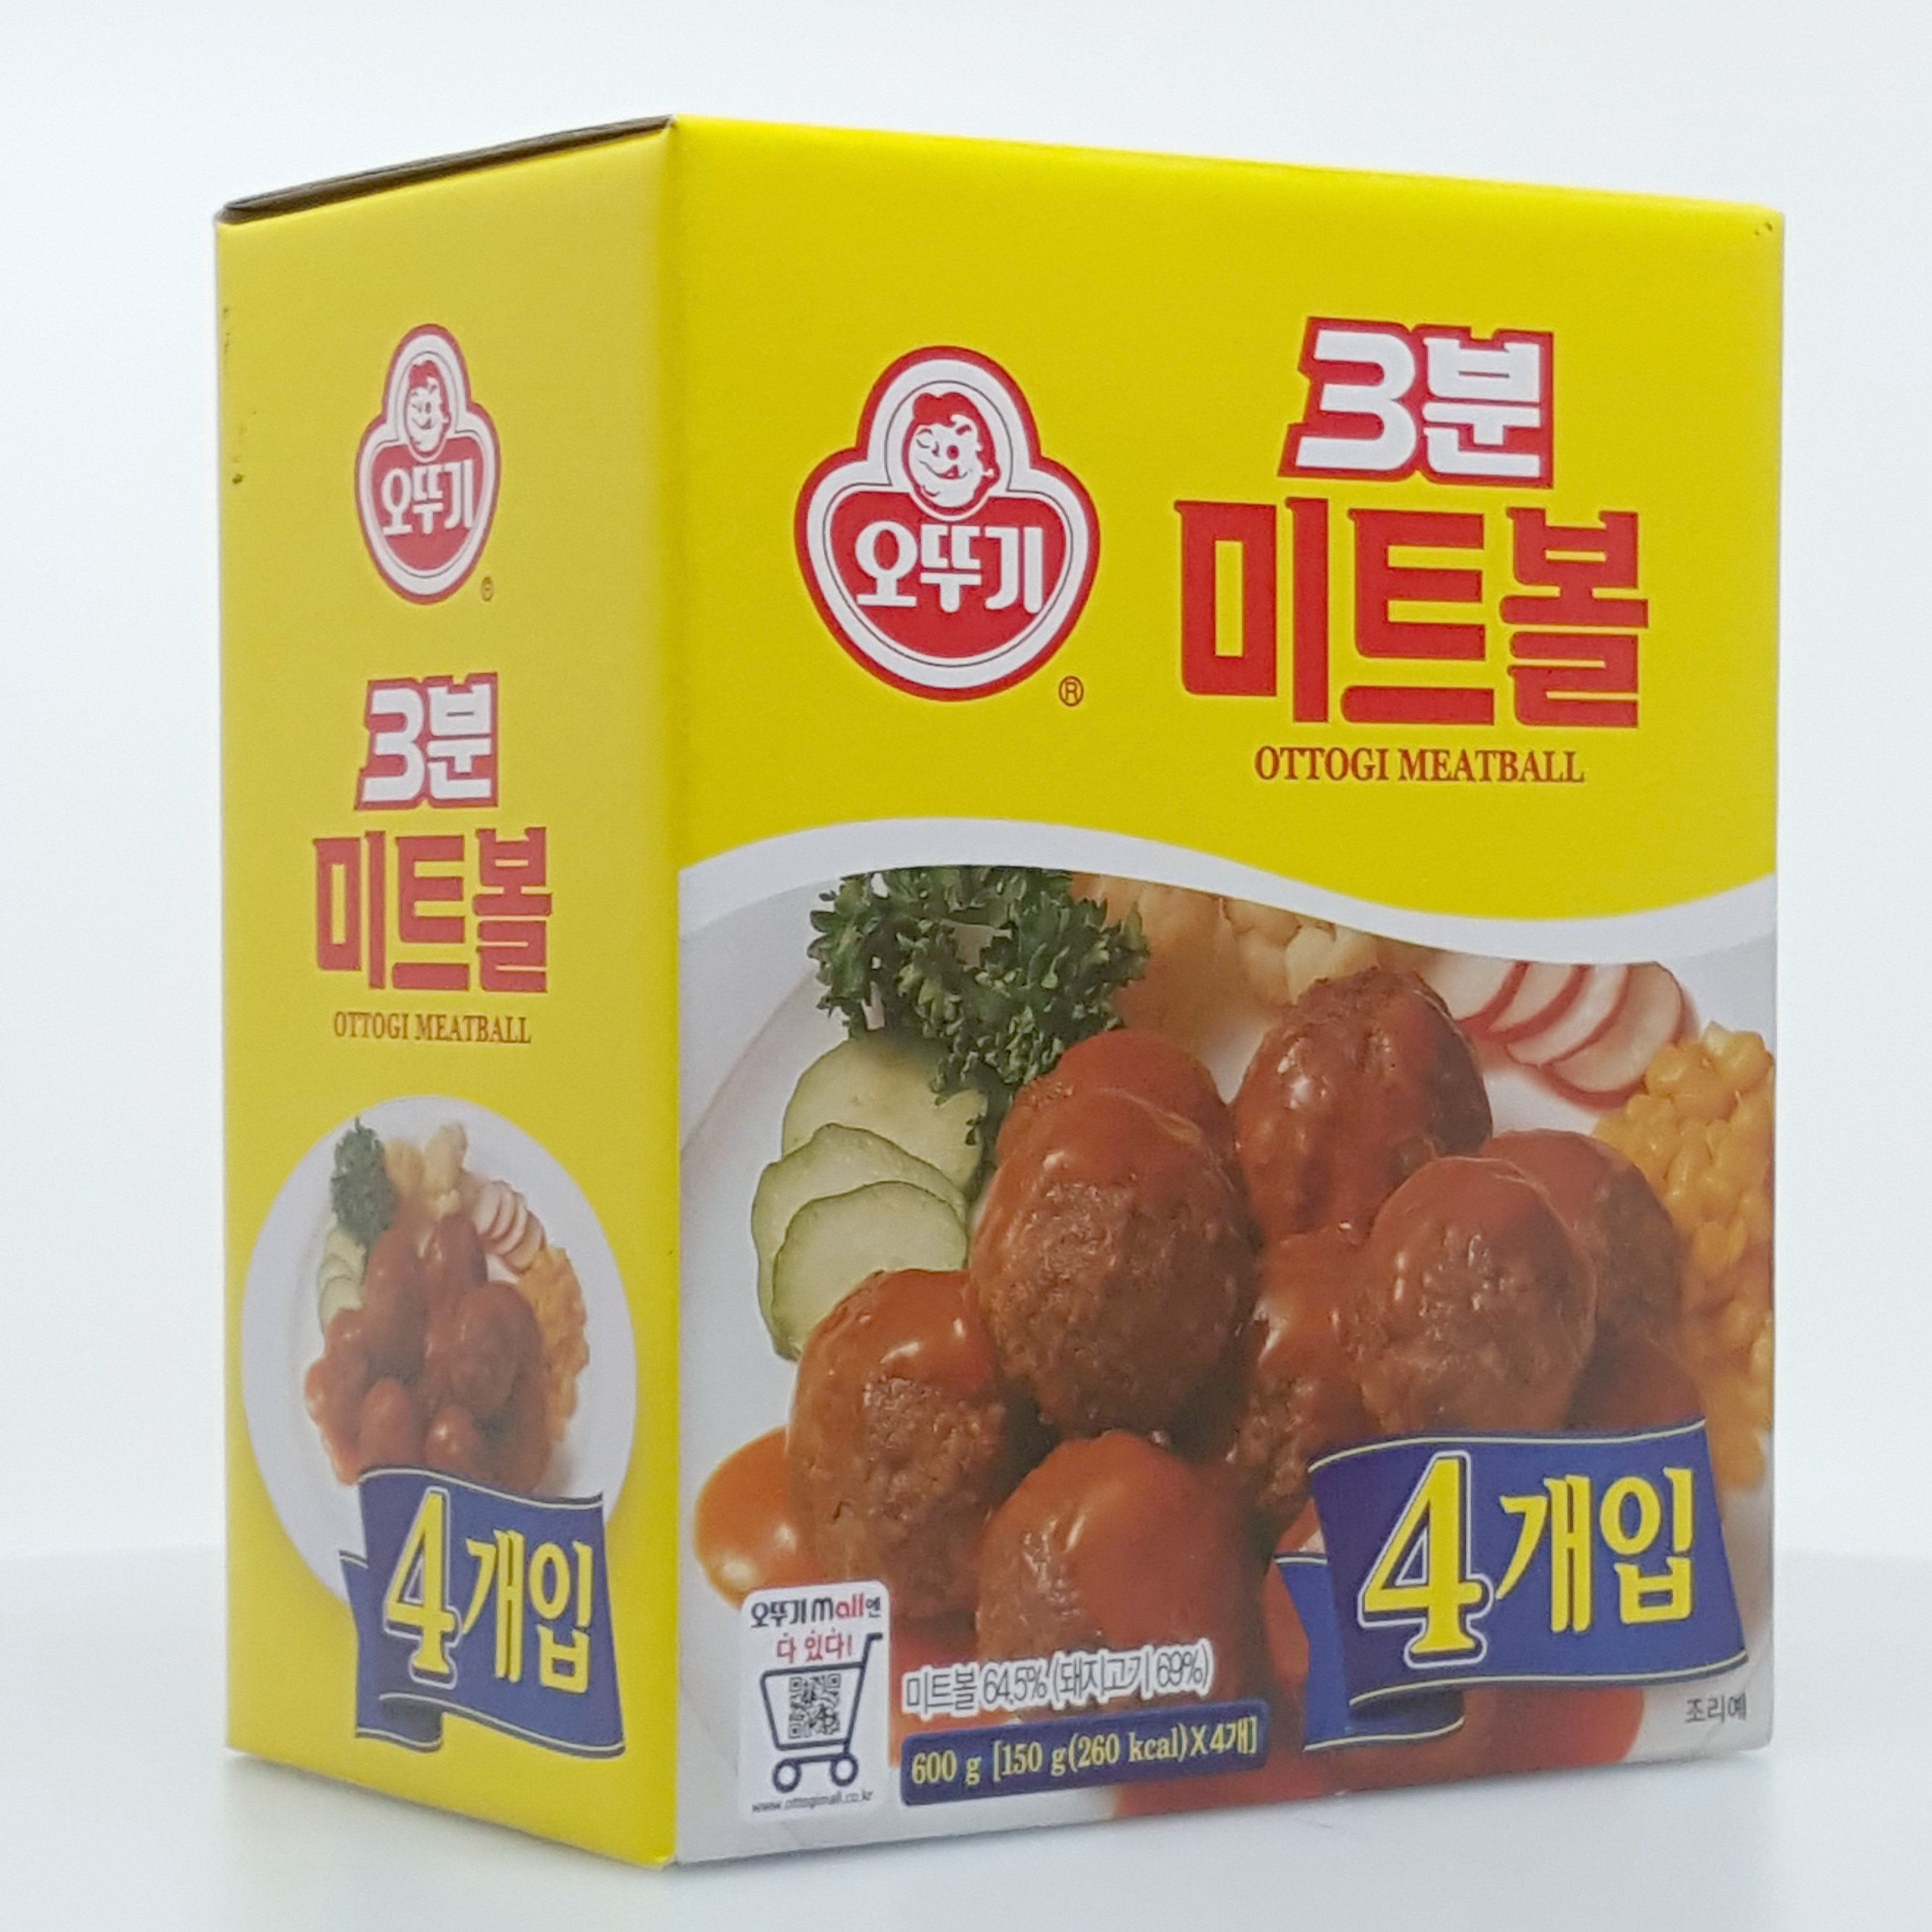 오뚜기
®
3분
미트볼
OTTOGI MEATBALL
4개입
오뚜기
®
3분
미트볼
OTTOGI MEATBALL
4개입
조리예
오뚜기mall엔
다 있다!
www.ottogimall.co.kr
미트볼 64.5% (돼지고기 69%)
600 g [150 g(260 kcal)X4개]